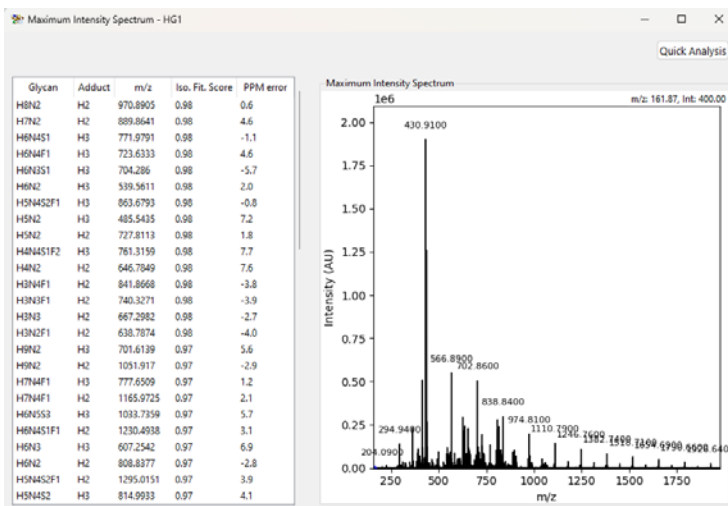 Maximum Intensity Spectrum - HG1
Quick Analysis
Glycan Adduct m/z Iso. Fit. Score PPM error
H8N2 H2 970.8905 0.98 0.6
H7N2 H2 889.8641 0.98 4.6
H6N4S1 H3 771.9791 0.98 -1.1
H6N4F1 H3 723.6333 0.98 4.6
H6N3S1 H3 704.286 0.98 -5.7
H6N2 H3 539.5611 0.98 2.0
H5N4S2F1 H3 863.6793 0.98 -0.8
H5N2 H3 485.5435 0.98 7.2
H5N2 H2 727.8113 0.98 1.8
H4N4S1F2 H3 761.3159 0.98 7.7
H4N2 H2 646.7849 0.98 7.6
H3N4F1 H2 841.8668 0.98 -3.8
H3N3F1 H2 740.3271 0.98 -3.9
H3N3 H2 667.2982 0.98 -2.7
H3N2F1 H2 638.7874 0.98 -4.0
H9N2 H3 701.6139 0.97 5.6
H9N2 H2 1051.917 0.97 -2.9
H7N4F1 H3 777.6509 0.97 1.2
H7N4F1 H2 1165.9725 0.97 2.1
H6N5S3 H3 1033.7359 0.97 5.7
H6N4S1F1 H2 1230.4938 0.97 3.1
H6N3 H3 607.2542 0.97 6.9
H6N2 H2 808.8377 0.97 -2.8
H5N4S2F1 H2 1295.0151 0.97 3.9
H5N4S2 H3 814.9933 0.97 4.1
Maximum Intensity Spectrum
1e6
m/z: 161.87, Int: 400.00
2.00
1.75
1.50
1.25
1.00
0.75
0.50
0.25
0.00
Intensity (AU)
430.9100
566.8900
702.8600
838.8400
974.8100
1110.7900
1246.7600
1382.7400
1518.7100
1654.6900
204.0900
250 500 750 1000 1250 1500 1750
m/z